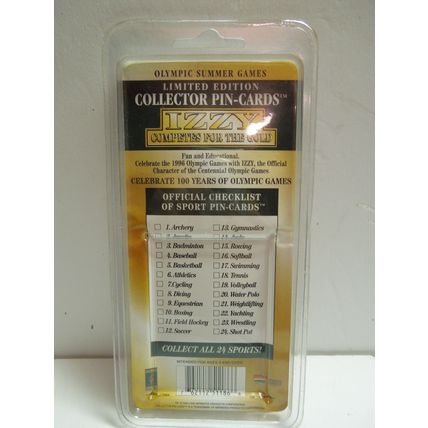 OLYMPIC SUMMER GAMES
LIMITED EDITION
COLLECTOR PIN-CARDS™
IZZY
COMPETES FOR THE GOLD
Fun and Educational.
Celebrate the 1996 Olympic Games with IZZY, the Official
Character of the Centennial Olympic Games
CELEBRATE 100 YEARS OF OLYMPIC GAMES
OFFICIAL CHECKLIST
OF SPORT PIN-CARDS™
1. Archery
3. Badminton
4. Baseball
5. Basketball
6. Athletics
7. Cycling
8. Diving
9. Equestrian
10. Boxing
11. Field Hockey
12. Soccer
13. Gymnastics
15. Rowing
16. Softball
17. Swimming
18. Tennis
19. Volleyball
20. Water Polo
21. Weightlifting
22. Yachting
23. Wrestling
24. Shot Put
COLLECT ALL 24 SPORTS!